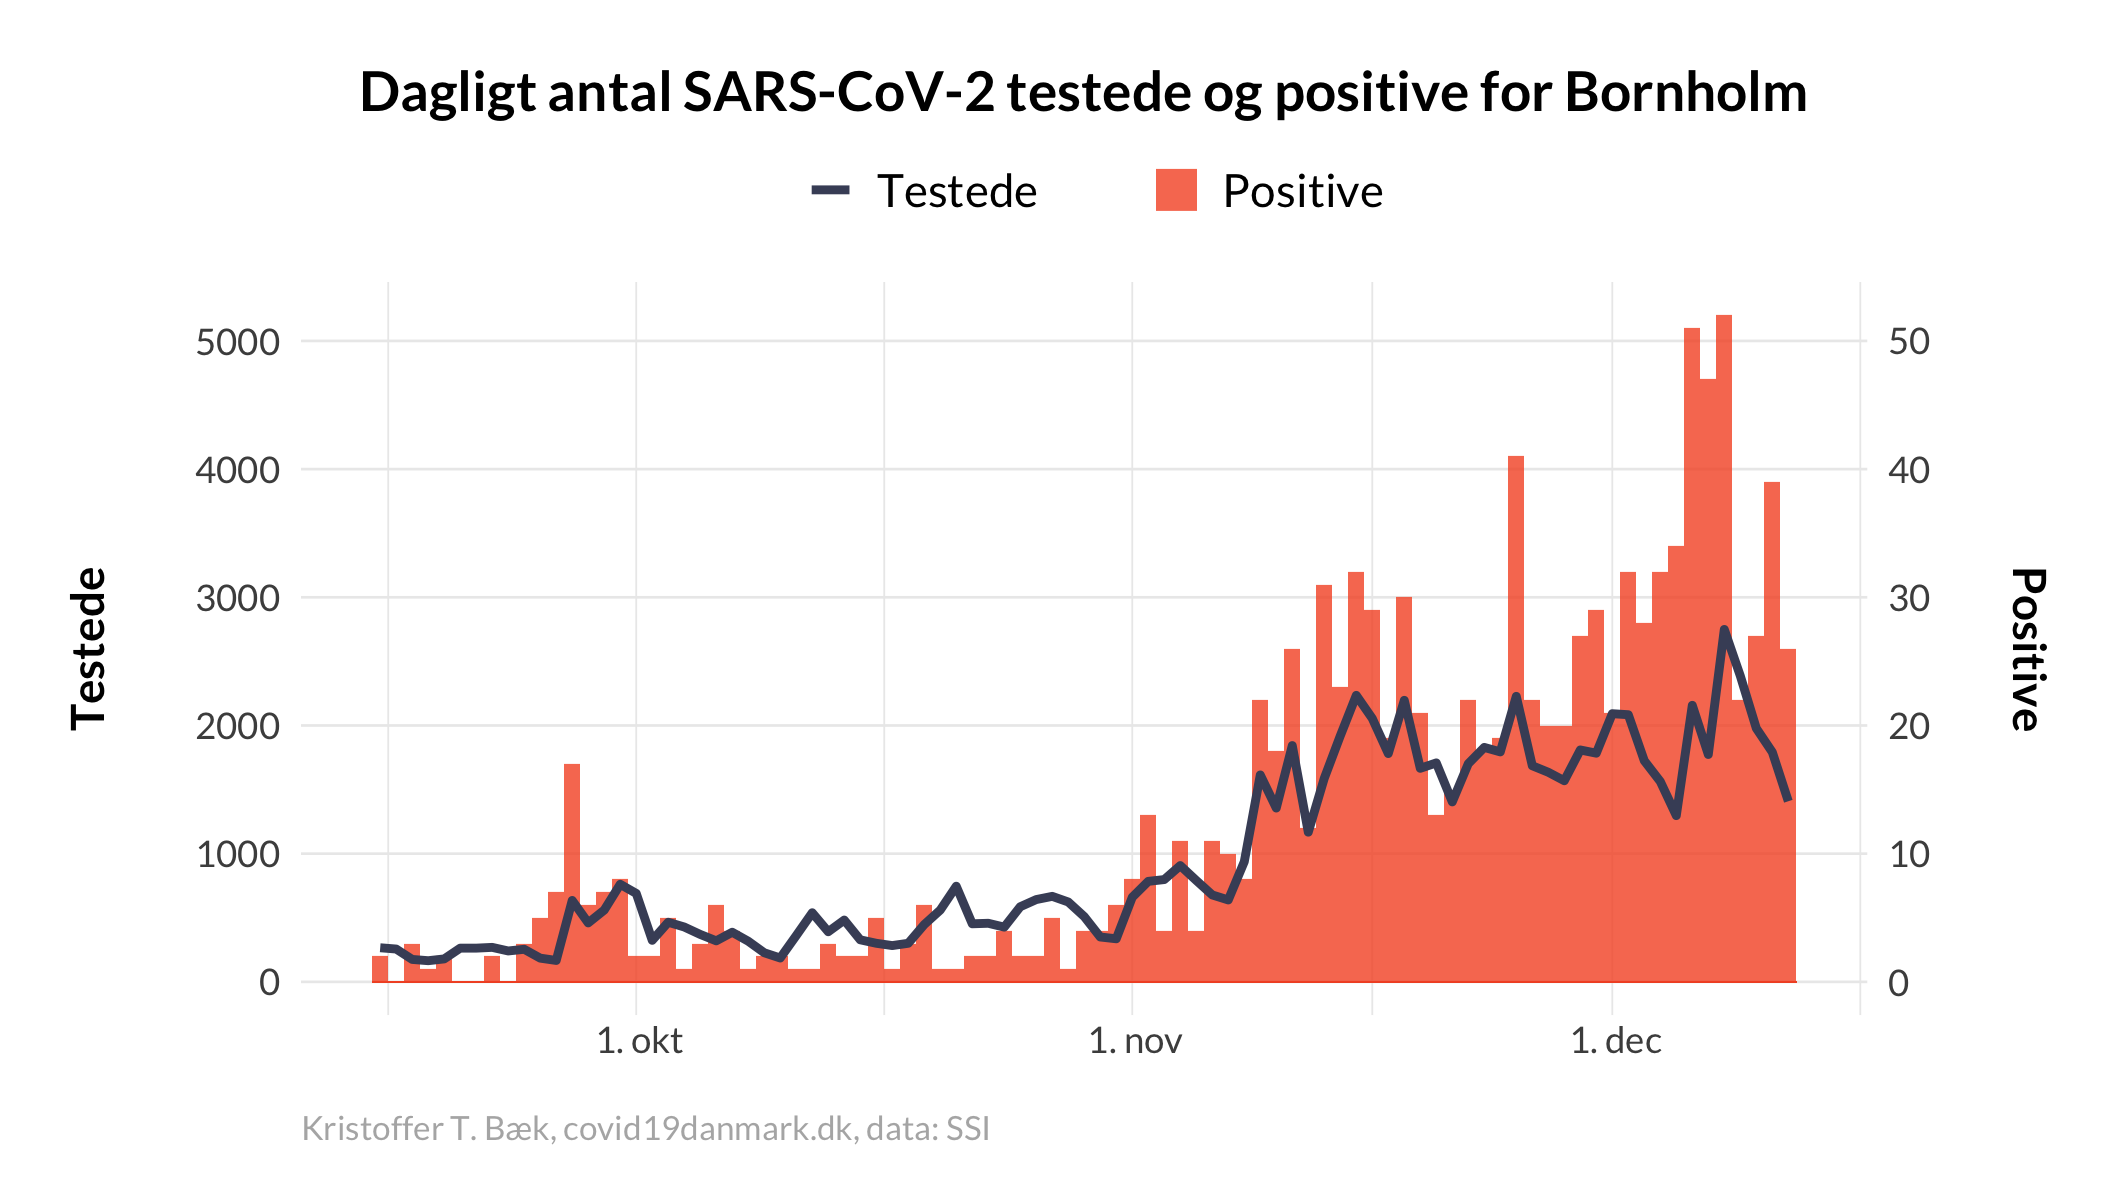 Dagligt antal SARS-CoV-2 testede og positive for Bornholm
Testede
Positive
5000
4000
3000
2000
1000
0
50
40
30
20
10
0
Testede
Positive
1. okt
1. nov
1. dec
Kristoffer T. Bæk, covid19danmark.dk, data: SSI